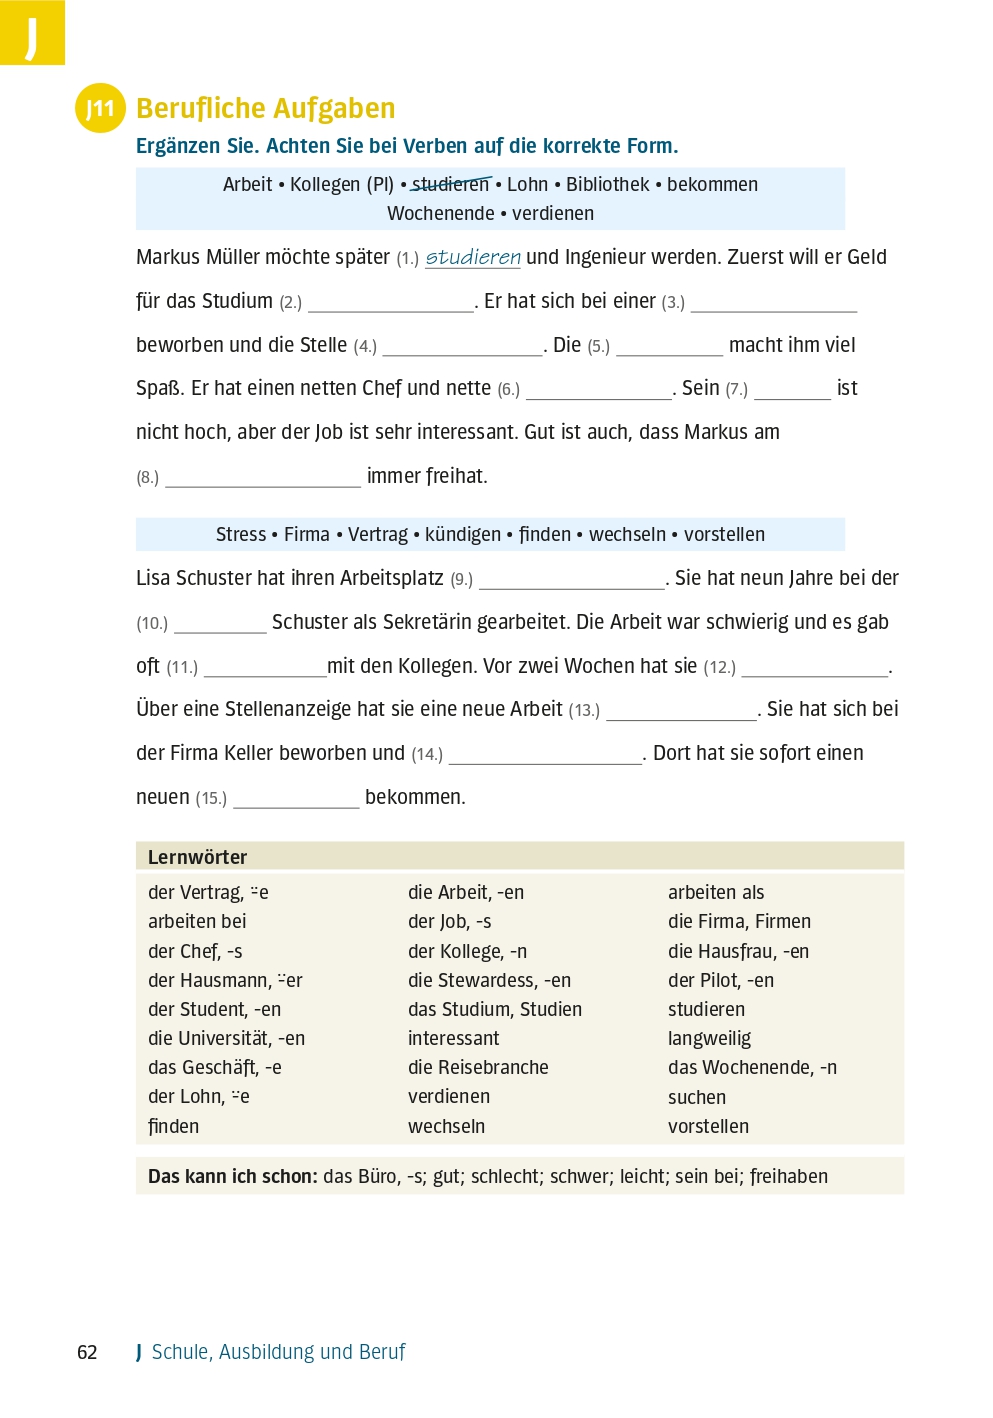 J
J11 Berufliche Aufgaben
Ergänzen Sie. Achten Sie bei Verben auf die korrekte Form.
Arbeit • Kollegen (Pl) • studieren • Lohn • Bibliothek • bekommen
Wochenende • verdienen
Markus Müller möchte später (1.) studieren und Ingenieur werden. Zuerst will er Geld
für das Studium (2.) ________________. Er hat sich bei einer (3.) ________________
beworben und die Stelle (4.) ________________. Die (5.) ___________ macht ihm viel
Spaß. Er hat einen netten Chef und nette (6.) _______________. Sein (7.) ________ ist
nicht hoch, aber der Job ist sehr interessant. Gut ist auch, dass Markus am
(8.) ____________________ immer freihat.
Stress • Firma • Vertrag • kündigen • finden • wechseln • vorstellen
Lisa Schuster hat ihren Arbeitsplatz (9.) ___________________. Sie hat neun Jahre bei der
(10.) _________ Schuster als Sekretärin gearbeitet. Die Arbeit war schwierig und es gab
oft (11.) ____________mit den Kollegen. Vor zwei Wochen hat sie (12.) _______________.
Über eine Stellenanzeige hat sie eine neue Arbeit (13.) _______________. Sie hat sich bei
der Firma Keller beworben und (14.) ____________________. Dort hat sie sofort einen
neuen (15.) _____________ bekommen.
Lernwörter
der Vertrag, ⸚e die Arbeit, -en arbeiten als
arbeiten bei der Job, -s die Firma, Firmen
der Chef, -s der Kollege, -n die Hausfrau, -en
der Hausmann, ⸚er die Stewardess, -en der Pilot, -en
der Student, -en das Studium, Studien studieren
die Universität, -en interessant langweilig
das Geschäft, -e die Reisebranche das Wochenende, -n
der Lohn, ⸚e verdienen suchen
finden wechseln vorstellen
Das kann ich schon: das Büro, -s; gut; schlecht; schwer; leicht; sein bei; freihaben
62 J Schule, Ausbildung und Beruf